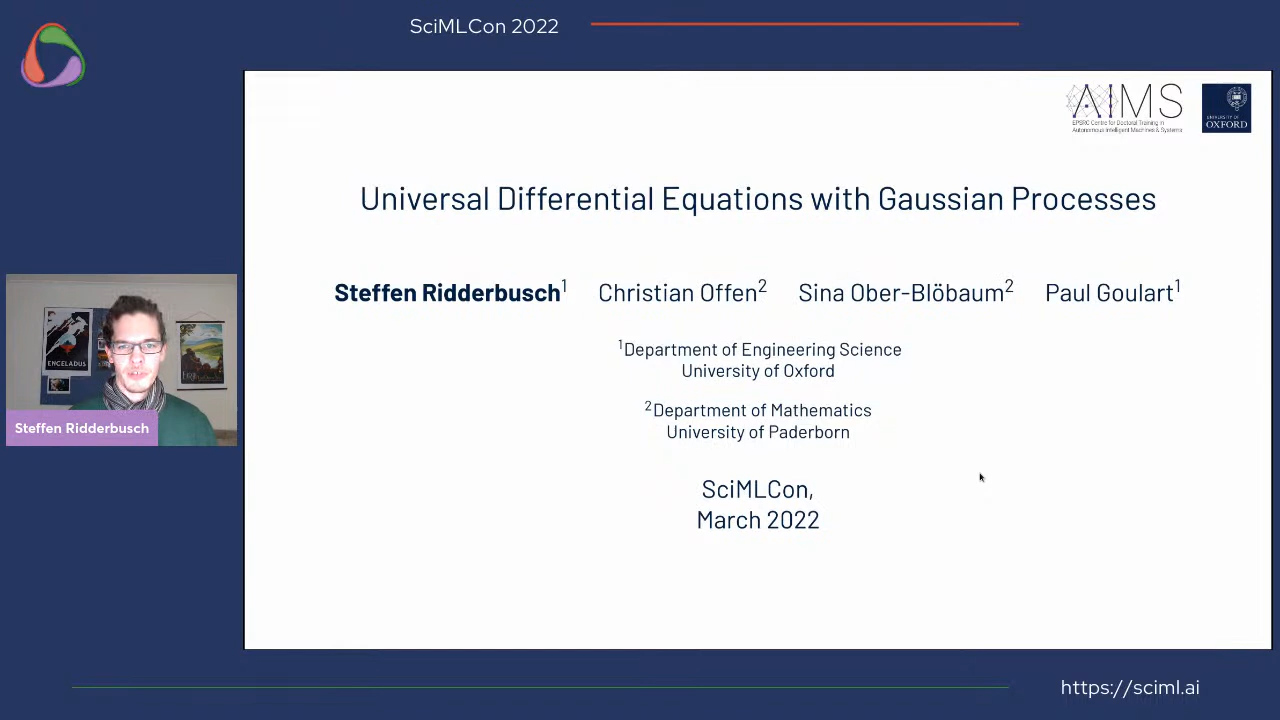 SciMLCon 2022
AIMS
EPSRC Centre for Doctoral Training in
Autonomous Intelligent Machines & Systems
UNIVERSITY OF
OXFORD
Universal Differential Equations with Gaussian Processes
Steffen Ridderbusch¹ Christian Offen² Sina Ober-Blöbaum² Paul Goulart¹
¹Department of Engineering Science
University of Oxford
²Department of Mathematics
University of Paderborn
SciMLCon,
March 2022
ENCELADUS
Steffen Ridderbusch
https://sciml.ai